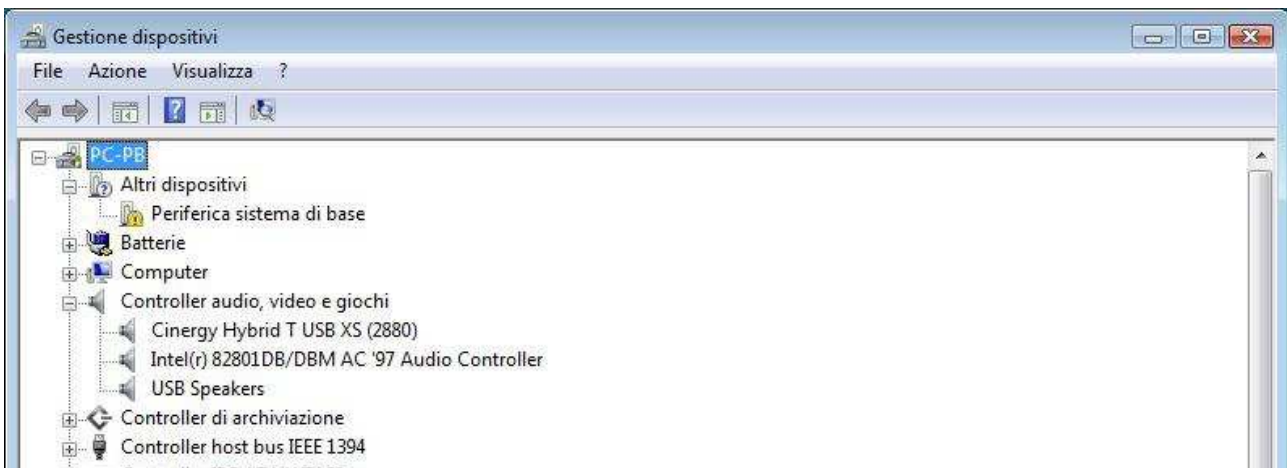 Gestione dispositivi
File Azione Visualizza ?
PC-PB
Altri dispositivi
Periferica sistema di base
Batterie
Computer
Controller audio, video e giochi
Cinergy Hybrid T USB XS (2880)
Intel(r) 82801DB/DBM AC '97 Audio Controller
USB Speakers
Controller di archiviazione
Controller host bus IEEE 1394